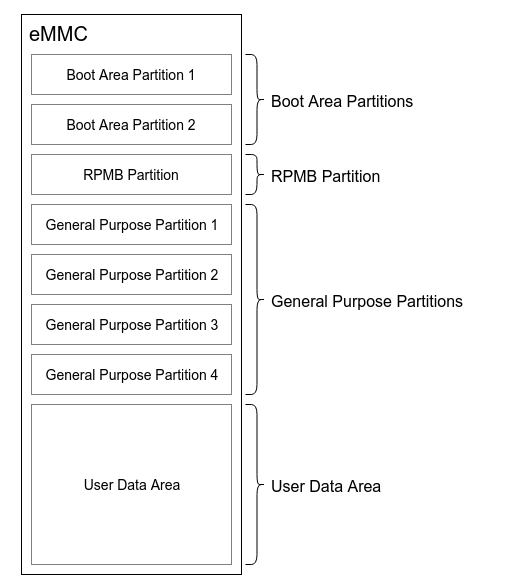 eMMC
Boot Area Partition 1
Boot Area Partition 2
Boot Area Partitions
RPMB Partition
RPMB Partition
General Purpose Partition 1
General Purpose Partition 2
General Purpose Partition 3
General Purpose Partition 4
General Purpose Partitions
User Data Area
User Data Area